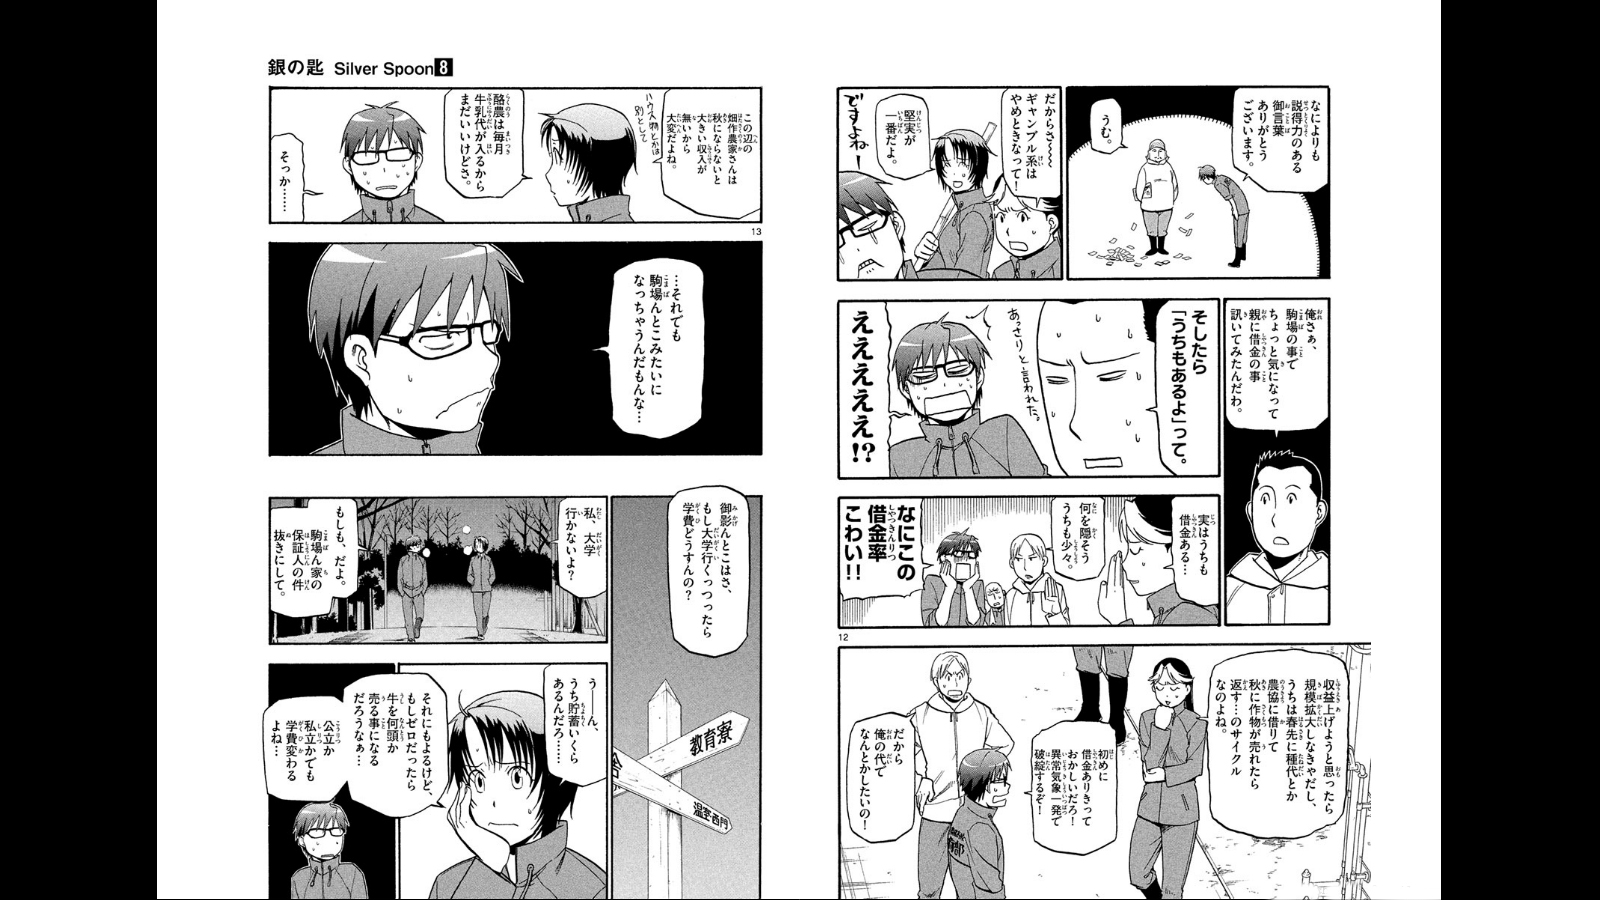 なによりも
説得力のある
御言葉
ありがとう
ございます。
うむ。
だからさ〜〜
ギャンブル系は
やめときなって!
堅実が
一番だよ。
ですよねー
俺さぁ、
駒場の事で
ちょっと気になって
親に借金の事
訊いてみたんだわ。
そしたら
「うちもあるよ」って。
あっさりと言われた。
えええええ!?
実はうちも
借金ある…
何を隠そう
うちも少々。
なにこの
借金率
こわい!!
12
収益上げようと思ったら
規模拡大しなきゃだし、
うちは春先に種代とか
農協に借りて
秋に作物が売れたら
返す…のサイクル
なのよね。
初めに
借金ありきって
おかしいだろ!
異常気象一発で
破綻するぞ!
だから
俺の代で
なんとかしたいの!
銀の匙 Silver Spoon 8
この辺の
畑作農家さんは
秋にならないと
大きい収入が
無いから
大変だよね。
ハウス物とかは
別として
酪農は毎月
牛乳代が入るから
まだいいけどさ。
そっか……
13
…それでも
駒場んとこみたいに
なっちゃうんだもんな…
御影んとこはさ、
もし大学行くっつったら
学費どうすんの?
教育寮
温室・西門
私、大学
行かないよ?
もしも、だよ。
駒場ん家の
保証人の件
抜きにして。
うーーん、
うち貯蓄いくら
あるんだろ……
それにもよるけど、
もしゼロだったら
牛を何頭か
売る事になる
だろうなぁ…
公立か
私立かでも
学費変わる
よね…